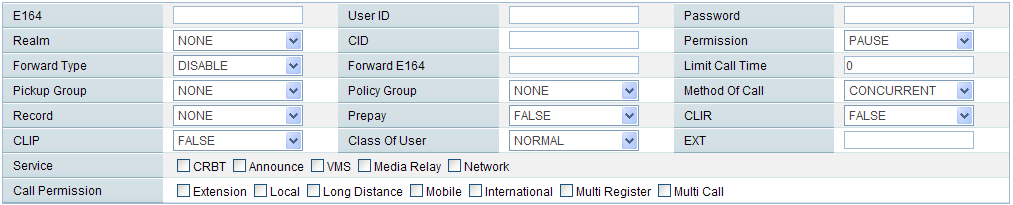 E164 User ID Password
Realm NONE CID Permission PAUSE
Forward Type DISABLE Forward E164 Limit Call Time 0
Pickup Group NONE Policy Group NONE Method Of Call CONCURRENT
Record NONE Prepay FALSE CLIR FALSE
CLIP FALSE Class Of User NORMAL EXT
Service CRBT Announce VMS Media Relay Network
Call Permission Extension Local Long Distance Mobile International Multi Register Multi Call